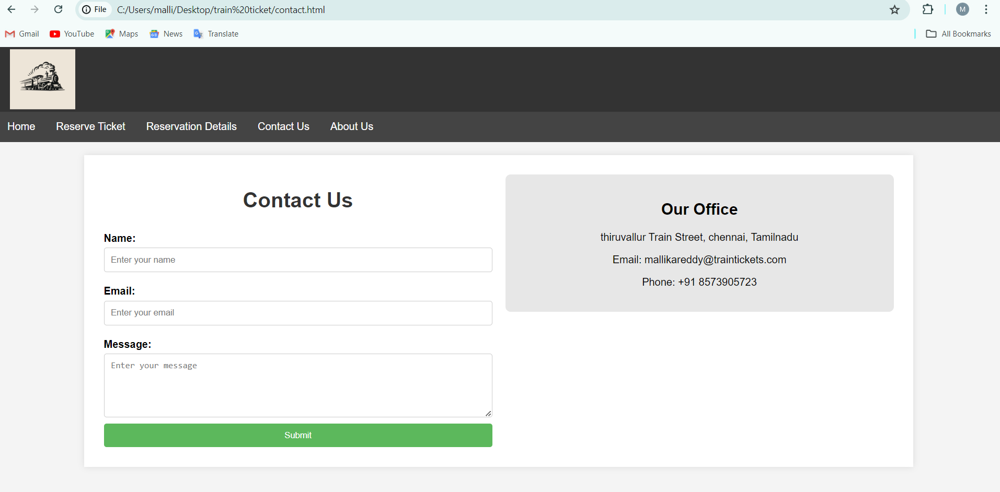 File C:/Users/malli/Desktop/train%20ticket/contact.html M
Gmail YouTube Maps News Translate All Bookmarks
Home Reserve Ticket Reservation Details Contact Us About Us
Contact Us
Name:
Enter your name
Email:
Enter your email
Message:
Enter your message
Submit
Our Office
thiruvallur Train Street, chennai, Tamilnadu
Email: mallikareddy@traintickets.com
Phone: +91 8573905723